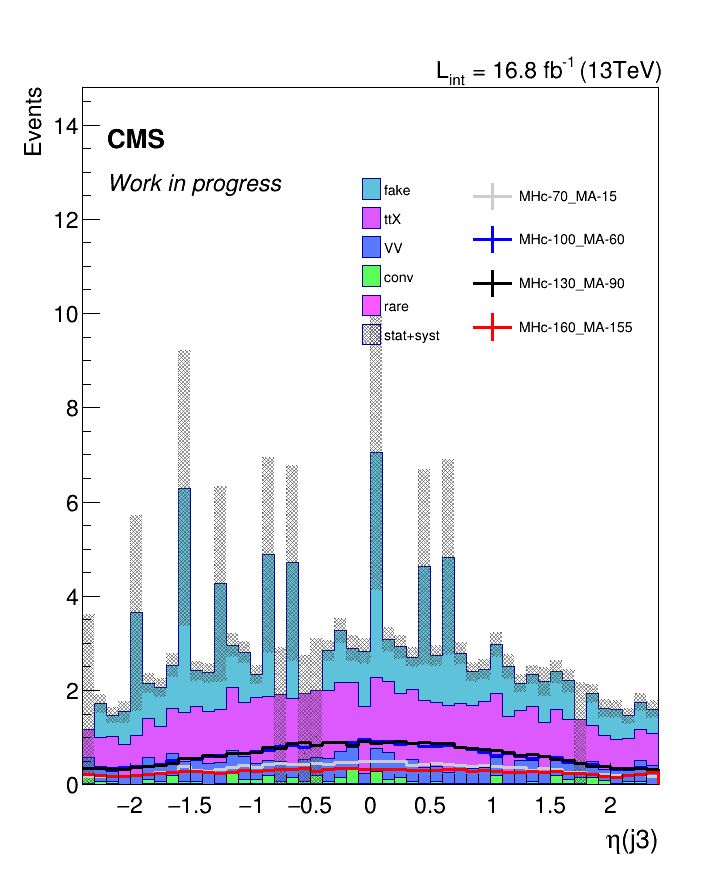 L_int = 16.8 fb^-1 (13TeV)
Events
CMS
Work in progress
fake
ttX
VV
conv
rare
stat+syst
MHc-70_MA-15
MHc-100_MA-60
MHc-130_MA-90
MHc-160_MA-155
14
12
10
8
6
4
2
0
−2 −1.5 −1 −0.5 0 0.5 1 1.5 2
η(j3)